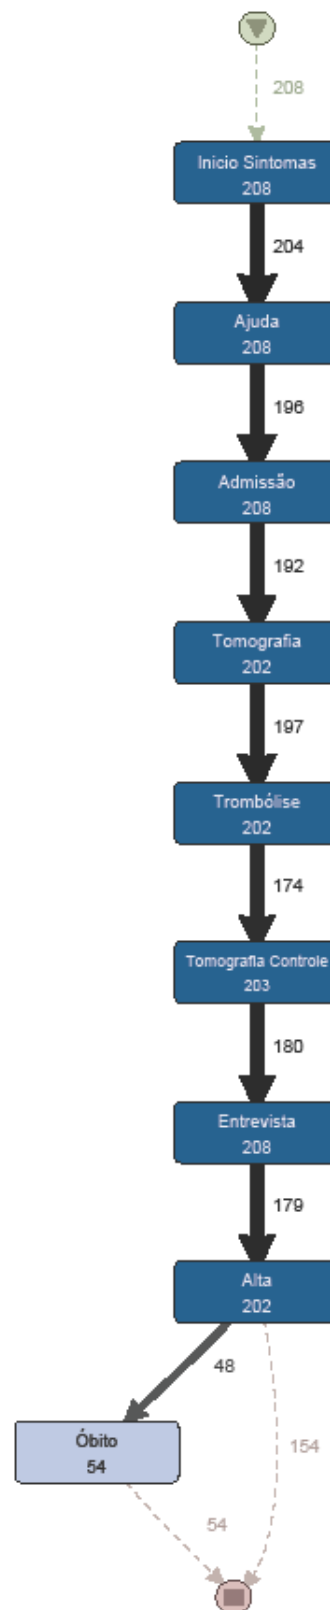 208
Inicio Sintomas
208
204
Ajuda
208
196
Admissão
208
192
Tomografia
202
197
Trombólise
202
174
Tomografia Controle
203
180
Entrevista
208
179
Alta
202
48
Óbito
54
154
54